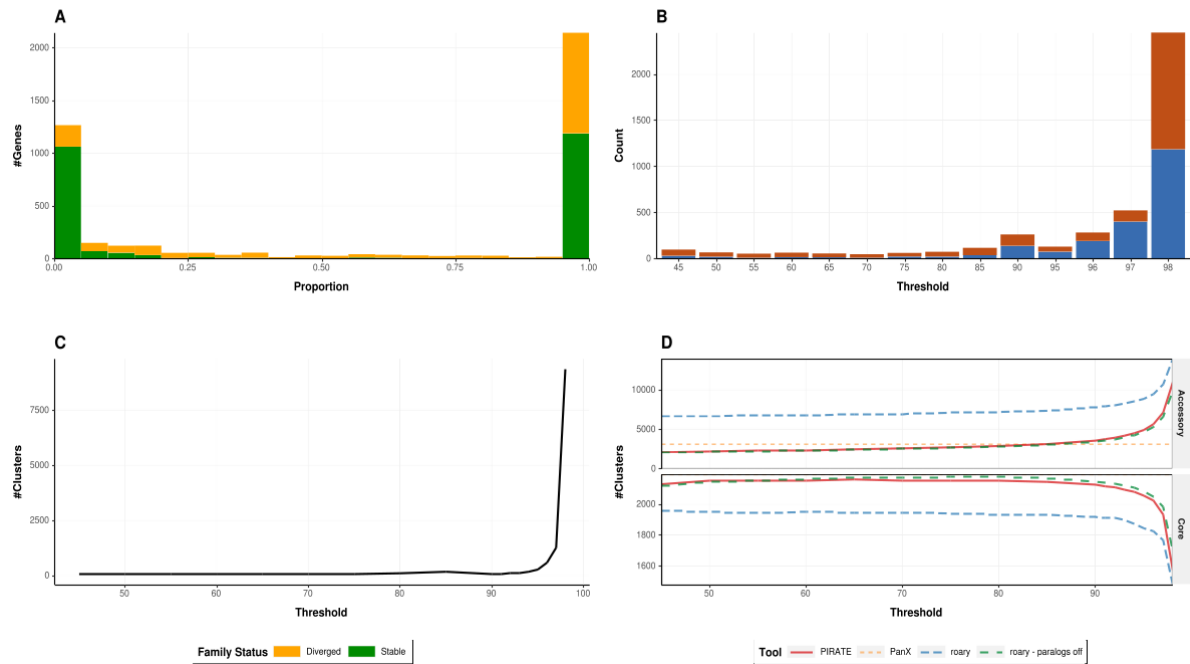 A
#Genes
2000
1500
1000
500
0
0.00 0.25 0.50 0.75 1.00
Proportion
B
Count
2000
1500
1000
500
0
45 50 55 60 65 70 75 80 85 90 95 96 97 98
Threshold
C
#Clusters
7500
5000
2500
0
50 60 70 80 90 100
Threshold
D
#Clusters
10000
5000
0
Accessory
2000
1800
1600
Core
50 60 70 80 90
Threshold
Family Status Diverged Stable
Tool PIRATE PanX roary roary - paralogs off